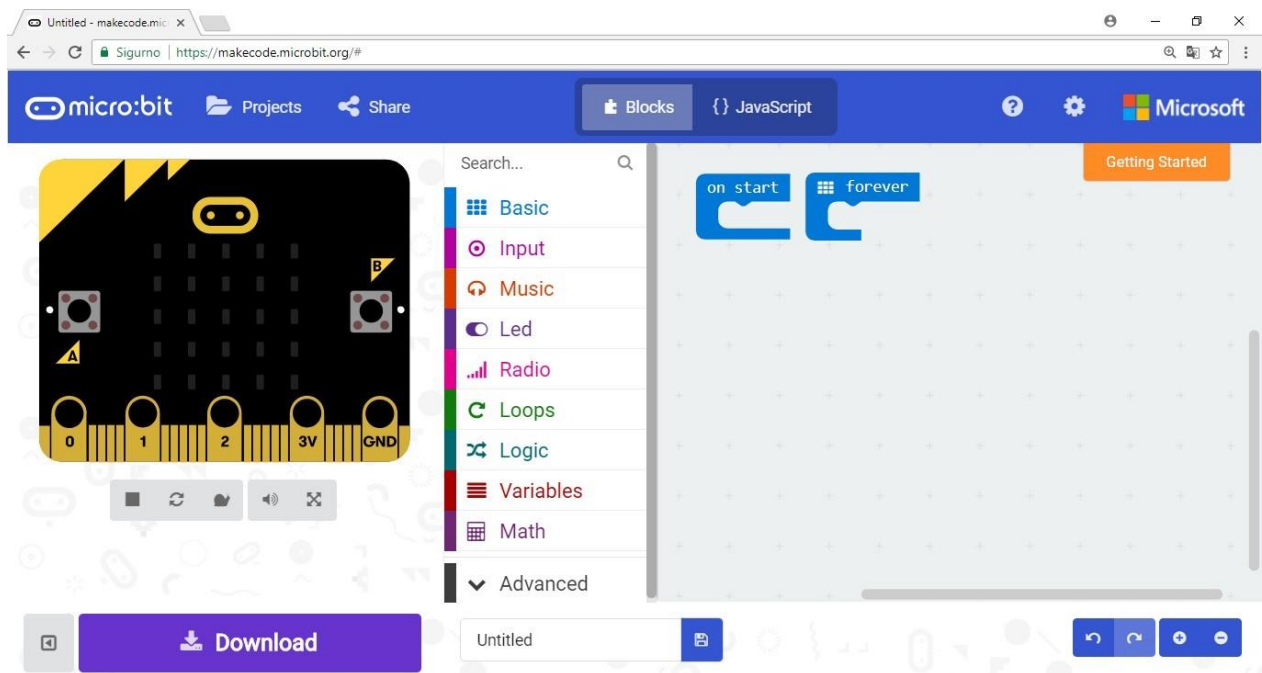 Untitled - makecode.mic
Sigurno | https://makecode.microbit.org/#
micro:bit Projects Share Blocks {} JavaScript Microsoft
Search...
Getting Started
on start forever
Basic
Input
Music
Led
Radio
Loops
Logic
Variables
Math
Advanced
B
A
0 1 2 3V GND
Download
Untitled